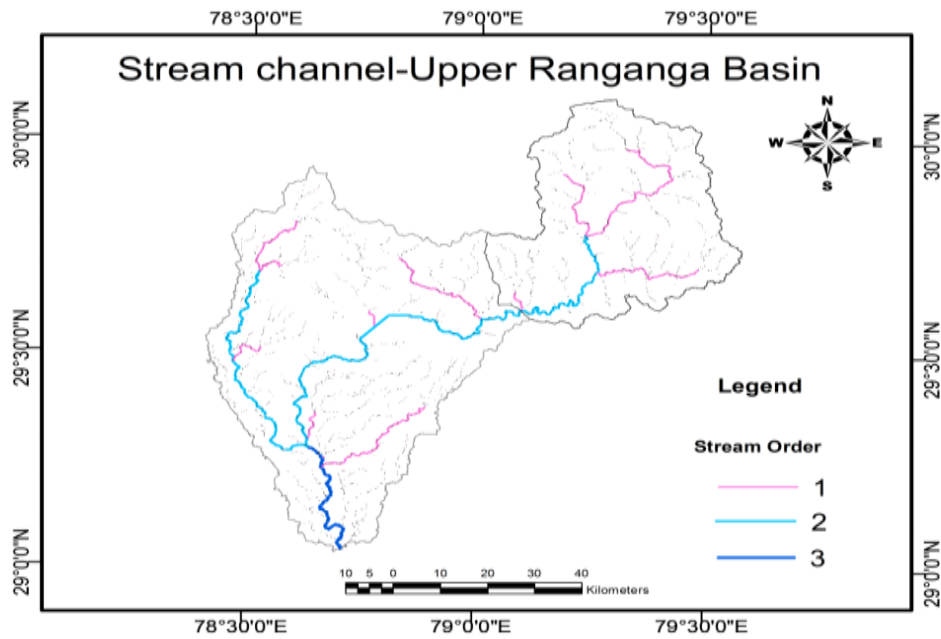 78°30'0"E 79°0'0"E 79°30'0"E
Stream channel-Upper Ranganga Basin
N
W E
S
30°0'0"N 30°0'0"N
29°30'0"N 29°30'0"N
Legend
Stream Order
1
2
3
29°0'0"N 29°0'0"N
10 5 0 10 20 30 40
Kilometers
78°30'0"E 79°0'0"E 79°30'0"E